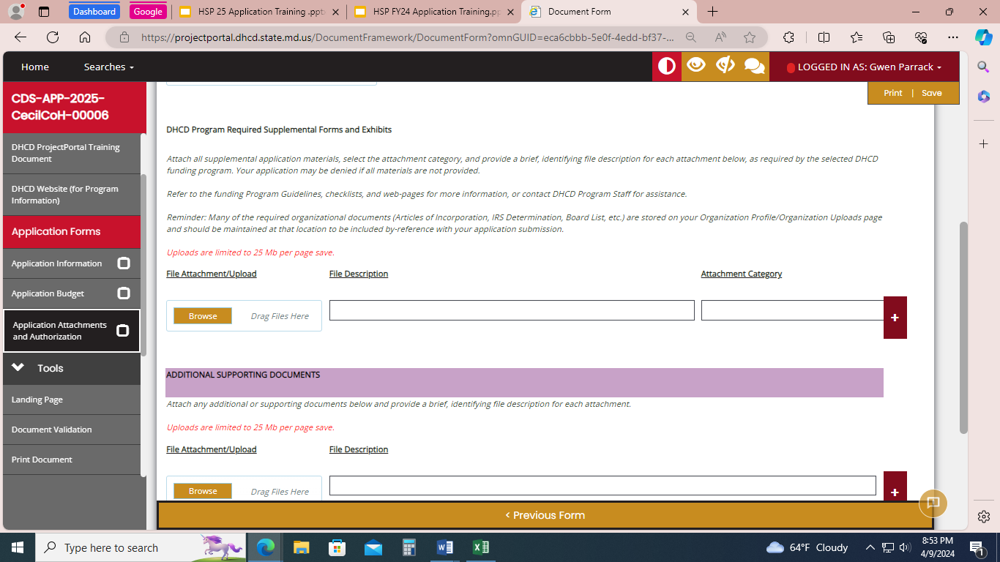 Dashboard
Google
HSP 25 Application Training .ppt
HSP FY24 Application Training.pp
Document Form
https://projectportal.dhcd.state.md.us/DocumentFramework/DocumentForm?omnGUID=eca6cbbb-5e0f-4edd-bf37-...
Home
Searches
LOGGED IN AS: Gwen Parrack
Print | Save
CDS-APP-2025-
CecilCoH-00006
DHCD ProjectPortal Training
Document
DHCD Website (for Program
Information)
Application Forms
Application Information
Application Budget
Application Attachments
and Authorization
Tools
Landing Page
Document Validation
Print Document
DHCD Program Required Supplemental Forms and Exhibits
Attach all supplemental application materials, select the attachment category, and provide a brief, identifying file description for each attachment below, as required by the selected DHCD
funding program. Your application may be denied if all materials are not provided.
Refer to the funding Program Guidelines, checklists, and web-pages for more information, or contact DHCD Program Staff for assistance.
Reminder: Many of the required organizational documents (Articles of Incorporation, IRS Determination, Board List, etc.) are stored on your Organization Profile/Organization Uploads page
and should be maintained at that location to be included by-reference with your application submission.
Uploads are limited to 25 Mb per page save.
File Attachment/Upload File Description Attachment Category
Browse Drag Files Here +
ADDITIONAL SUPPORTING DOCUMENTS
Attach any additional or supporting documents below and provide a brief, identifying file description for each attachment.
Uploads are limited to 25 Mb per page save.
File Attachment/Upload File Description
Browse Drag Files Here +
< Previous Form
Type here to search
64°F Cloudy
8:53 PM
4/9/2024
1